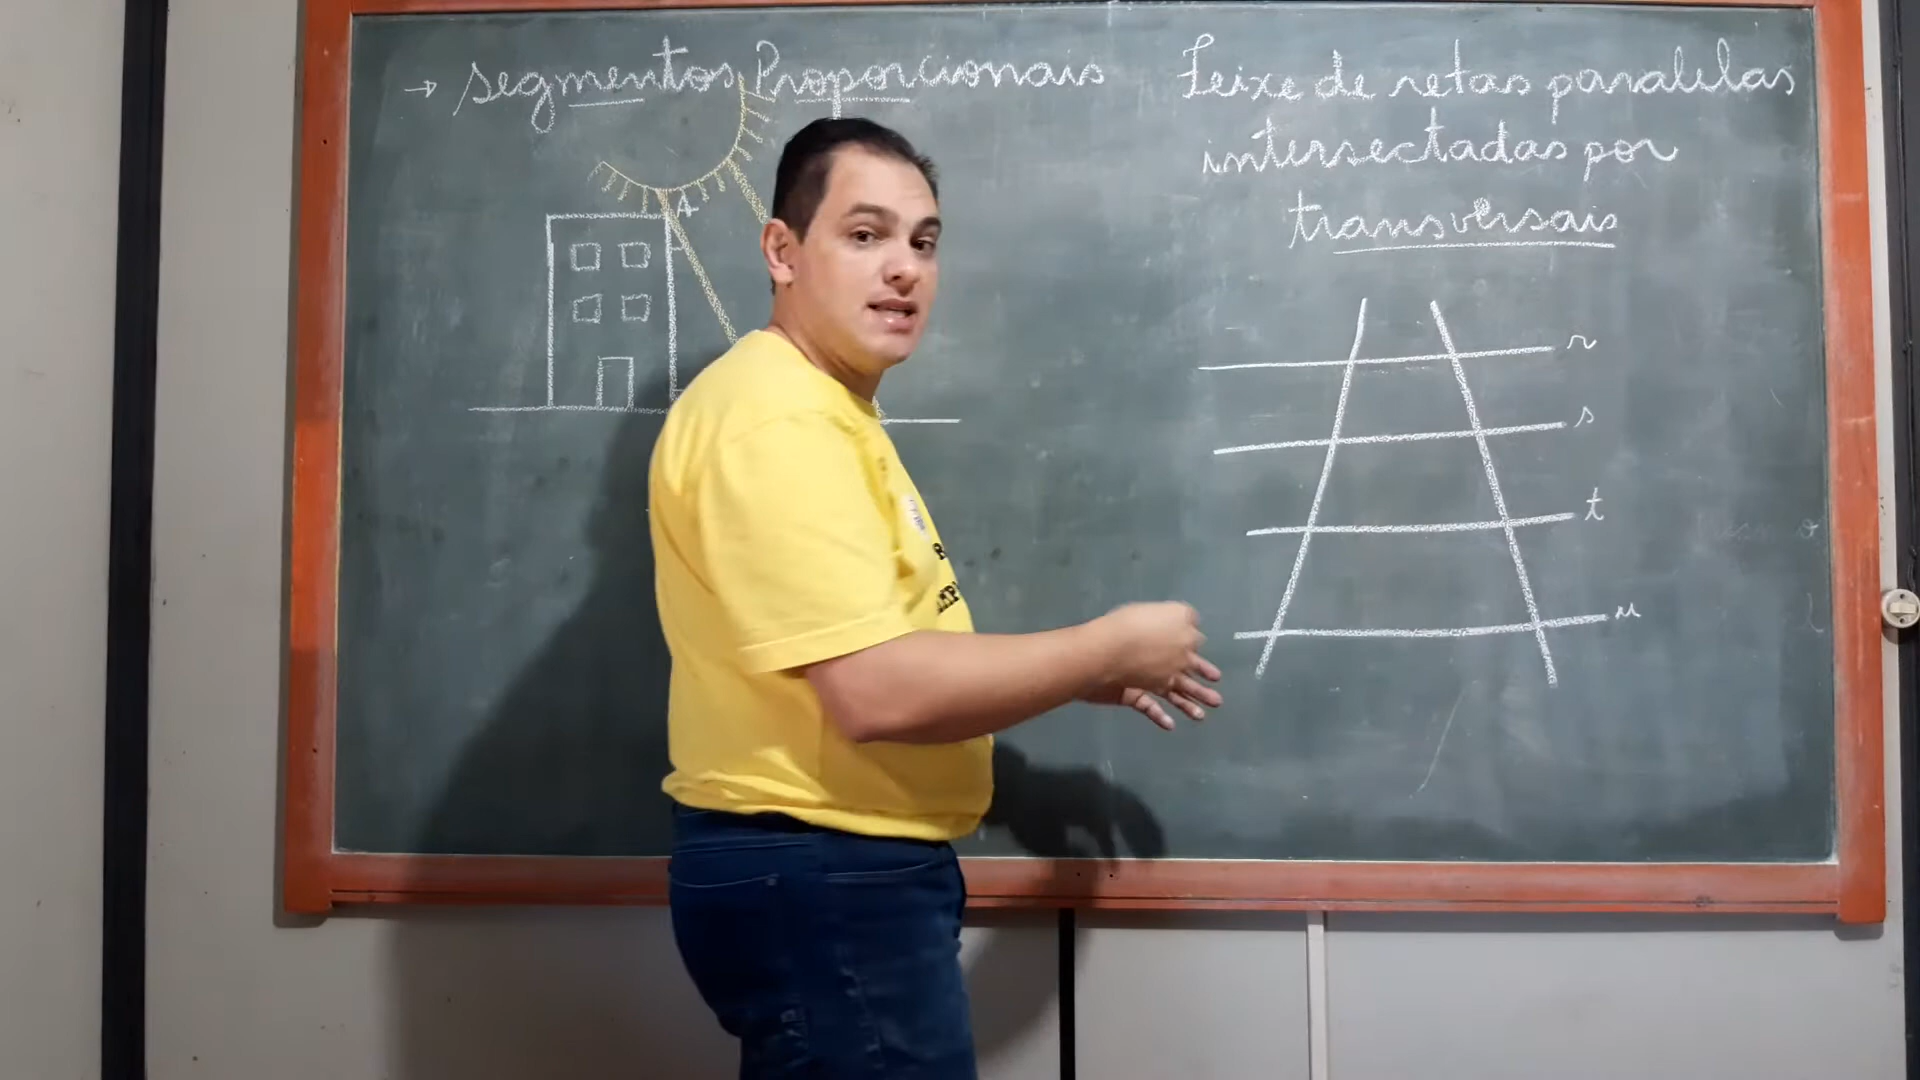 → Segmentos Proporcionais
Feixe de retas paralelas
intersectadas por
transversais
A
r
s
t
u